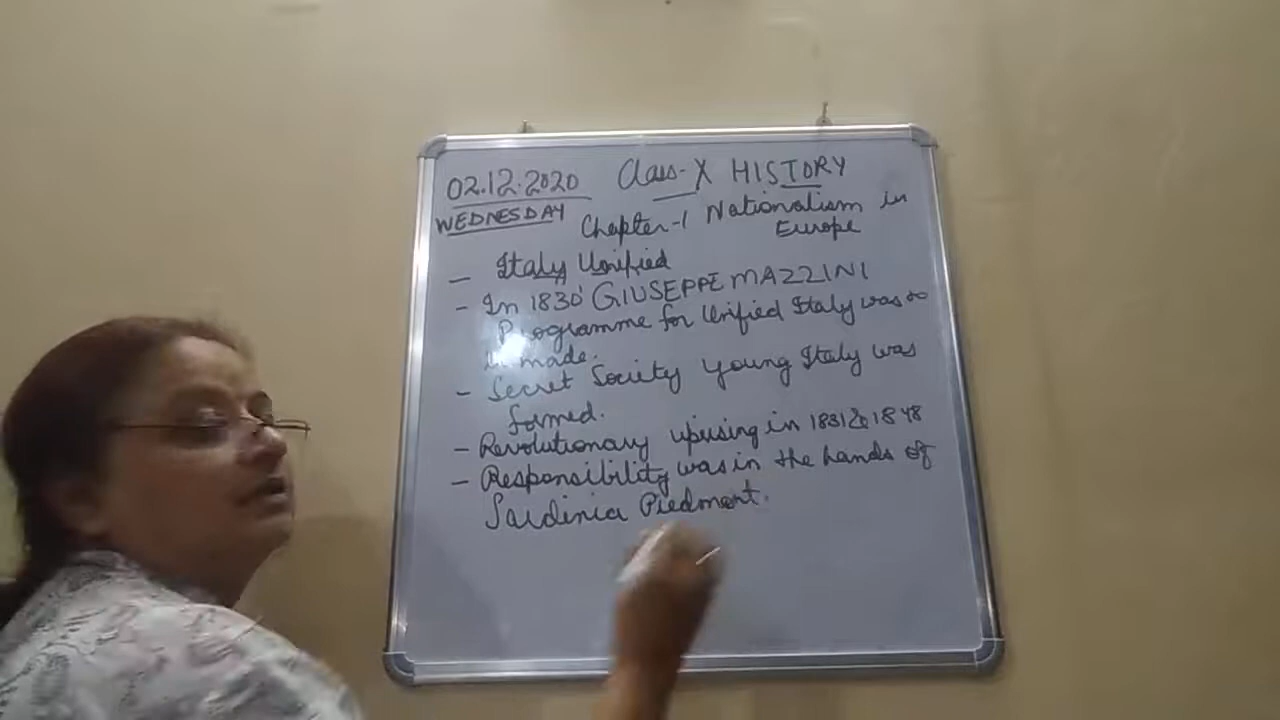 02.12.2020 Class-X HISTORY
WEDNESDAY
Chapter-1 Nationalism in
Europe
- Italy Unified
- In 1830' GIUSEPPE MAZZINI
Programme for Unified Italy was
made.
- Secret Society Young Italy was
formed.
- Revolutionary uprising in 1831 & 1848
- Responsibility was in the hands of
Sardinia Piedmont.